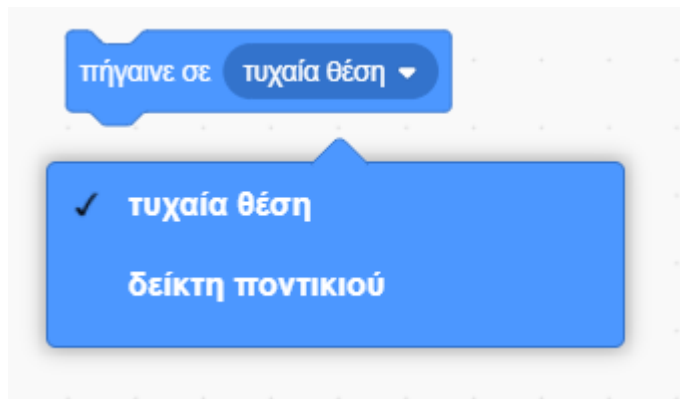 πήγαινε σε τυχαία θέση
τυχαία θέση
δείκτη ποντικιού